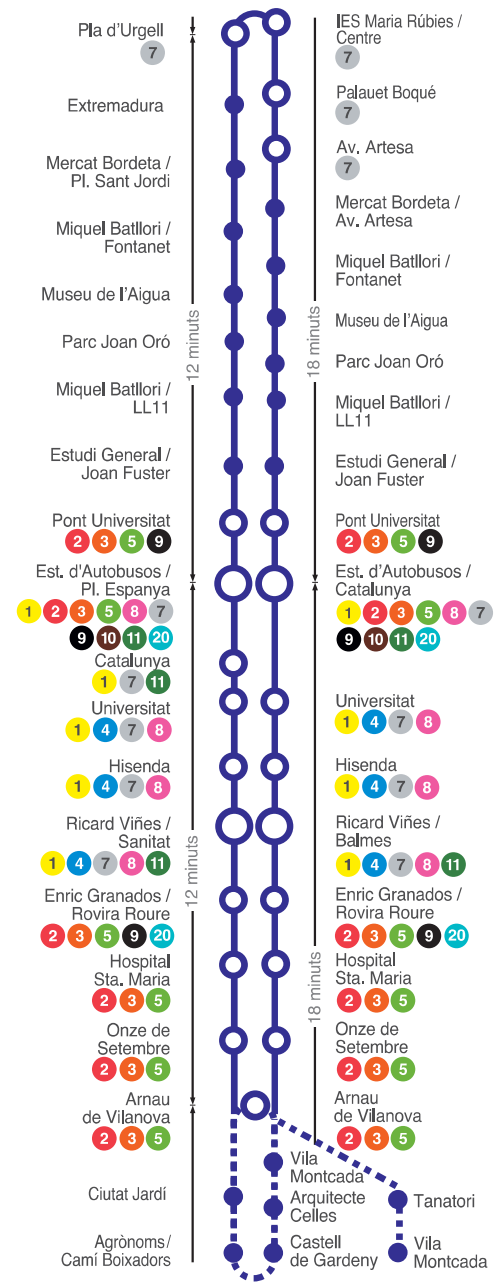 Pla d'Urgell
7
Extremadura
Mercat Bordeta /
Pl. Sant Jordi
Miquel Batllori /
Fontanet
Museu de l'Aigua
Parc Joan Oró
Miquel Batllori /
LL11
Estudi General /
Joan Fuster
Pont Universitat
2 3 5 9
Est. d'Autobusos /
Pl. Espanya
1 2 3 5 8 7
9 10 11 20
Catalunya
1 7 11
Universitat
1 4 7 8
Hisenda
1 4 7 8
Ricard Viñes /
Sanitat
1 4 7 8 11
Enric Granados /
Rovira Roure
2 3 5 9 20
Hospital
Sta. Maria
2 3 5
Onze de
Setembre
2 3 5
Arnau
de Vilanova
2 3 5
Ciutat Jardí
Agrònoms/
Camí Boixadors
12 minuts
12 minuts
IES Maria Rúbies /
Centre
7
Palauet Boqué
7
Av. Artesa
7
Mercat Bordeta /
Av. Artesa
Miquel Batllori /
Fontanet
Museu de l'Aigua
Parc Joan Oró
Miquel Batllori /
LL11
Estudi General /
Joan Fuster
Pont Universitat
2 3 5 9
Est. d'Autobusos /
Catalunya
1 2 3 5 8 7
9 10 11 20
Universitat
1 4 7 8
Hisenda
1 4 7 8
Ricard Viñes /
Balmes
1 4 7 8 11
Enric Granados /
Rovira Roure
2 3 5 9 20
Hospital
Sta. Maria
2 3 5
Onze de
Setembre
2 3 5
Arnau
de Vilanova
2 3 5
18 minuts
18 minuts
Vila
Montcada
Arquitecte
Celles
Castell
de Gardeny
Tanatori
Vila
Montcada